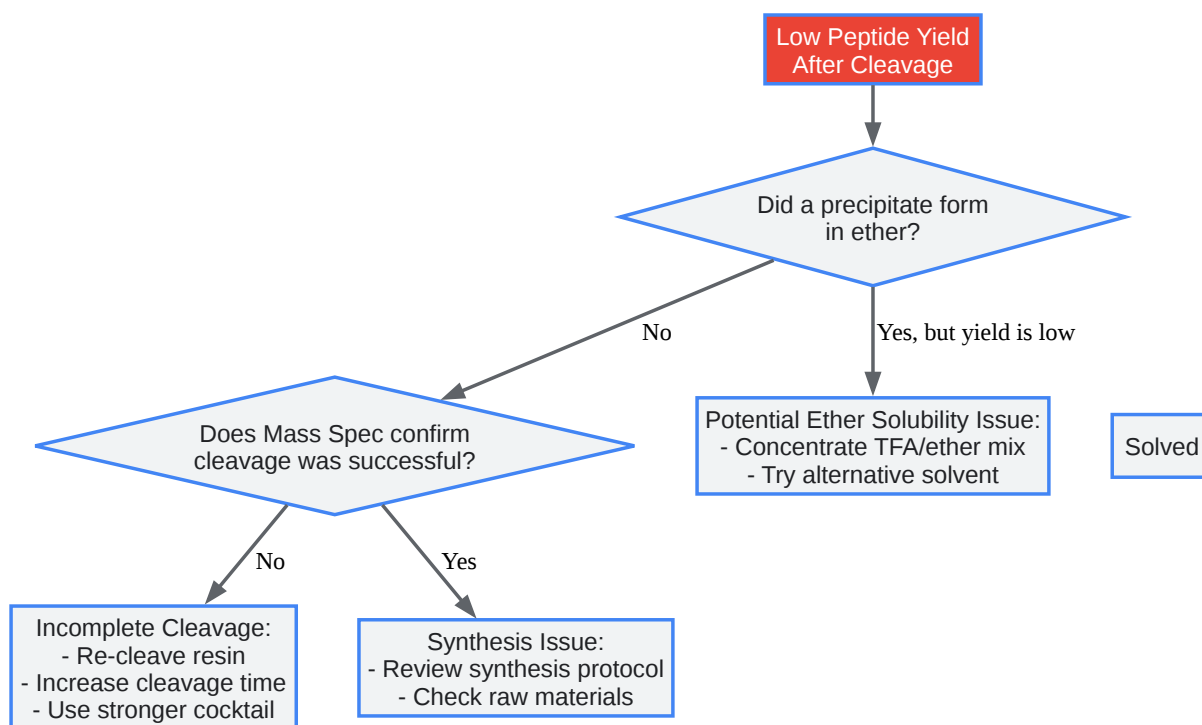 Low Peptide Yield
After Cleavage
Did a precipitate form
in ether?
No
Yes, but yield is low
Does Mass Spec confirm
cleavage was successful?
Potential Ether Solubility Issue:
- Concentrate TFA/ether mix
- Try alternative solvent
Solved
No
Yes
Incomplete Cleavage:
- Re-cleave resin
- Increase cleavage time
- Use stronger cocktail
Synthesis Issue:
- Review synthesis protocol
- Check raw materials